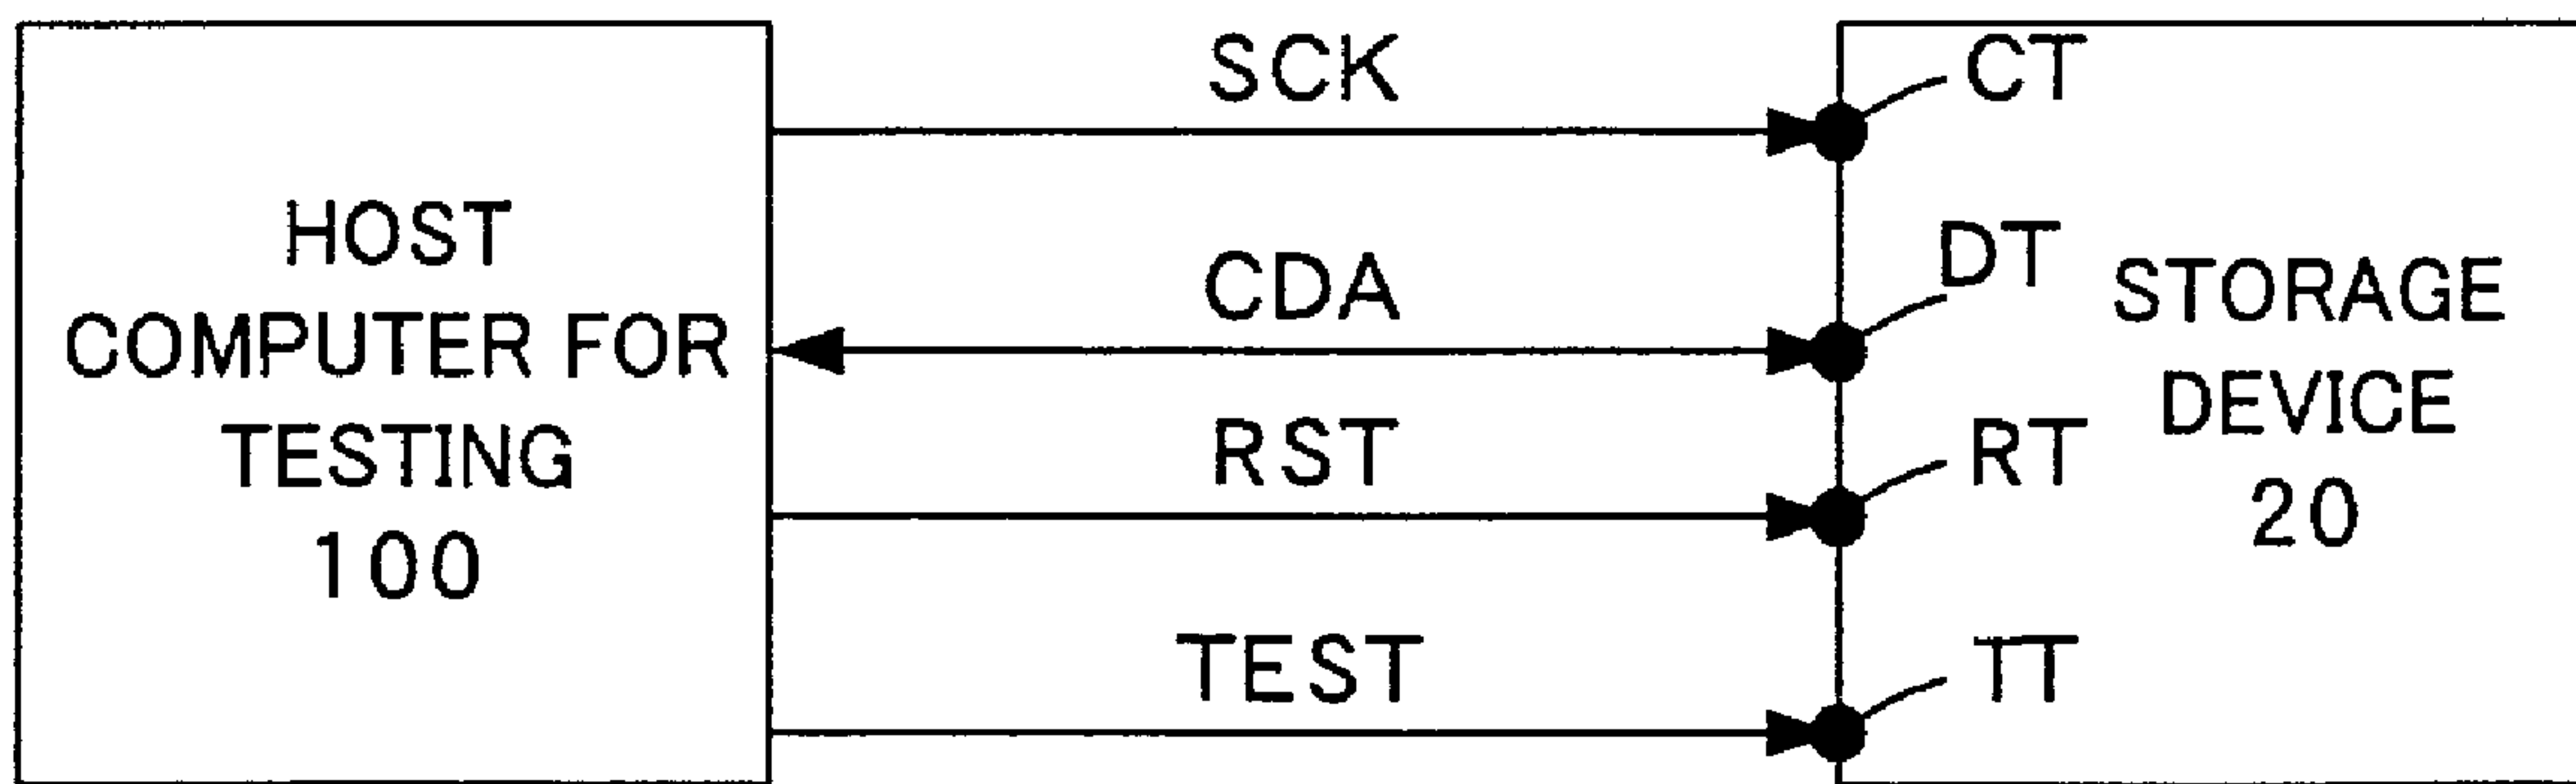 HOST
COMPUTER FOR
TESTING
100
SCK
CDA
RST
TEST
CT
DT
RT
TT
STORAGE
DEVICE
20